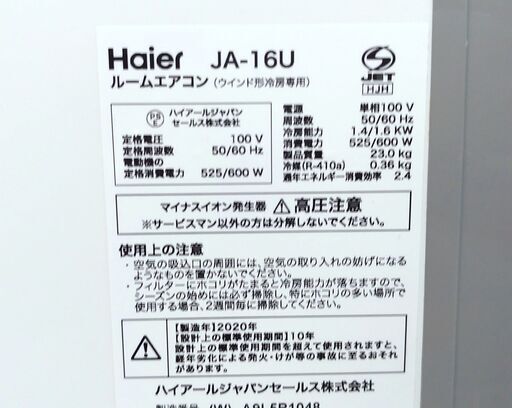 Haier JA-16U
ルームエアコン (ウインド形冷房専用)
JET
HJH
PS
E
ハイアールジャパン
セールス株式会社
定格電圧 100 V
定格周波数 50/60 Hz
電動機の
定格消費電力 525/600 W
電源 単相100 V
周波数 50/60 Hz
冷房能力 1.4/1.6 KW
消費電力 525/600 W
製品質量 23.0 kg
冷媒(R-410a) 0.36 kg
通年エネルギー消費効率 2.4
マイナスイオン発生器 高圧注意
※サービスマン以外の方は分解しないでください。
使用上の注意
・空気の吸込口の周囲には、空気の取り入れの妨げになる
ようなものを置かないでください。
・フィルターにホコリがたまると冷房能力が落ちますので、
シーズンの始めには必ず掃除し、特にホコリの多い場所で
使用する場合、2週間毎に掃除してください。
【製造年】2020年
【設計上の標準使用期間】10年
設計上の標準使用期間を超えて使用されますと、
経年劣化による発火・けが等の事故に至るおそれ
があります。
ハイアールジャパンセールス株式会社
製造番号 (W) A9L5R1048